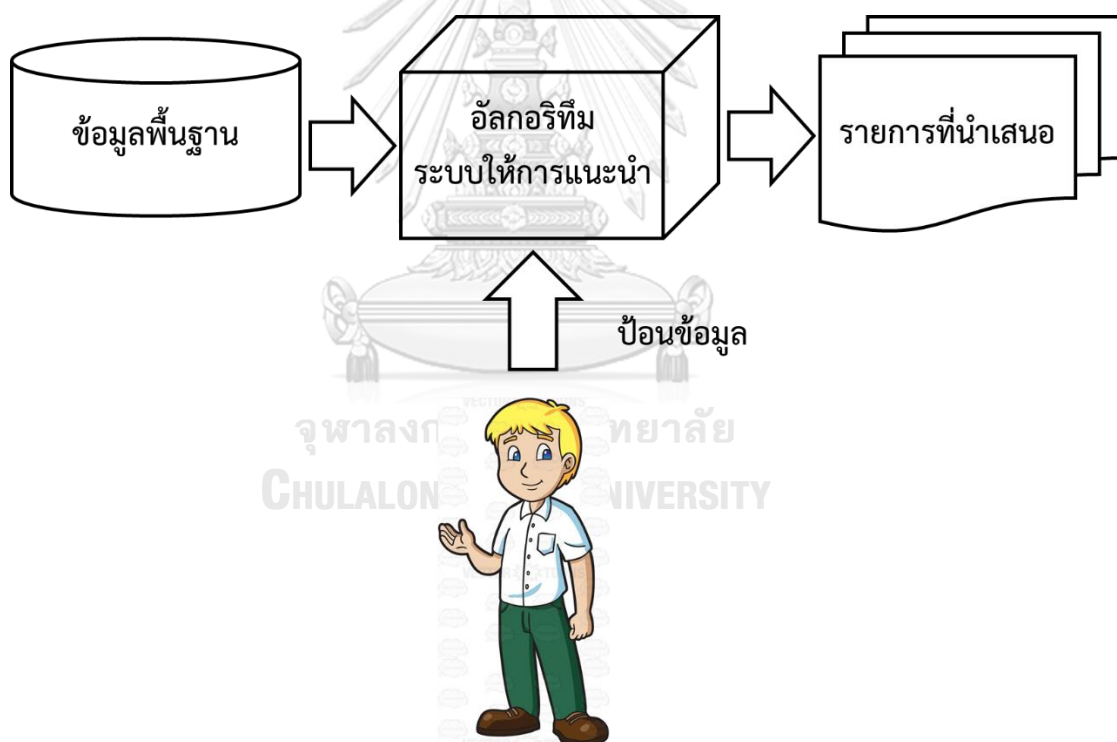 ข้อมูลพื้นฐาน
อัลกอริทึม
ระบบให้การแนะนำ
รายการที่นำเสนอ
ป้อนข้อมูล
จุฬาลงก ทยาลัย
CHULALON NIVERSITY